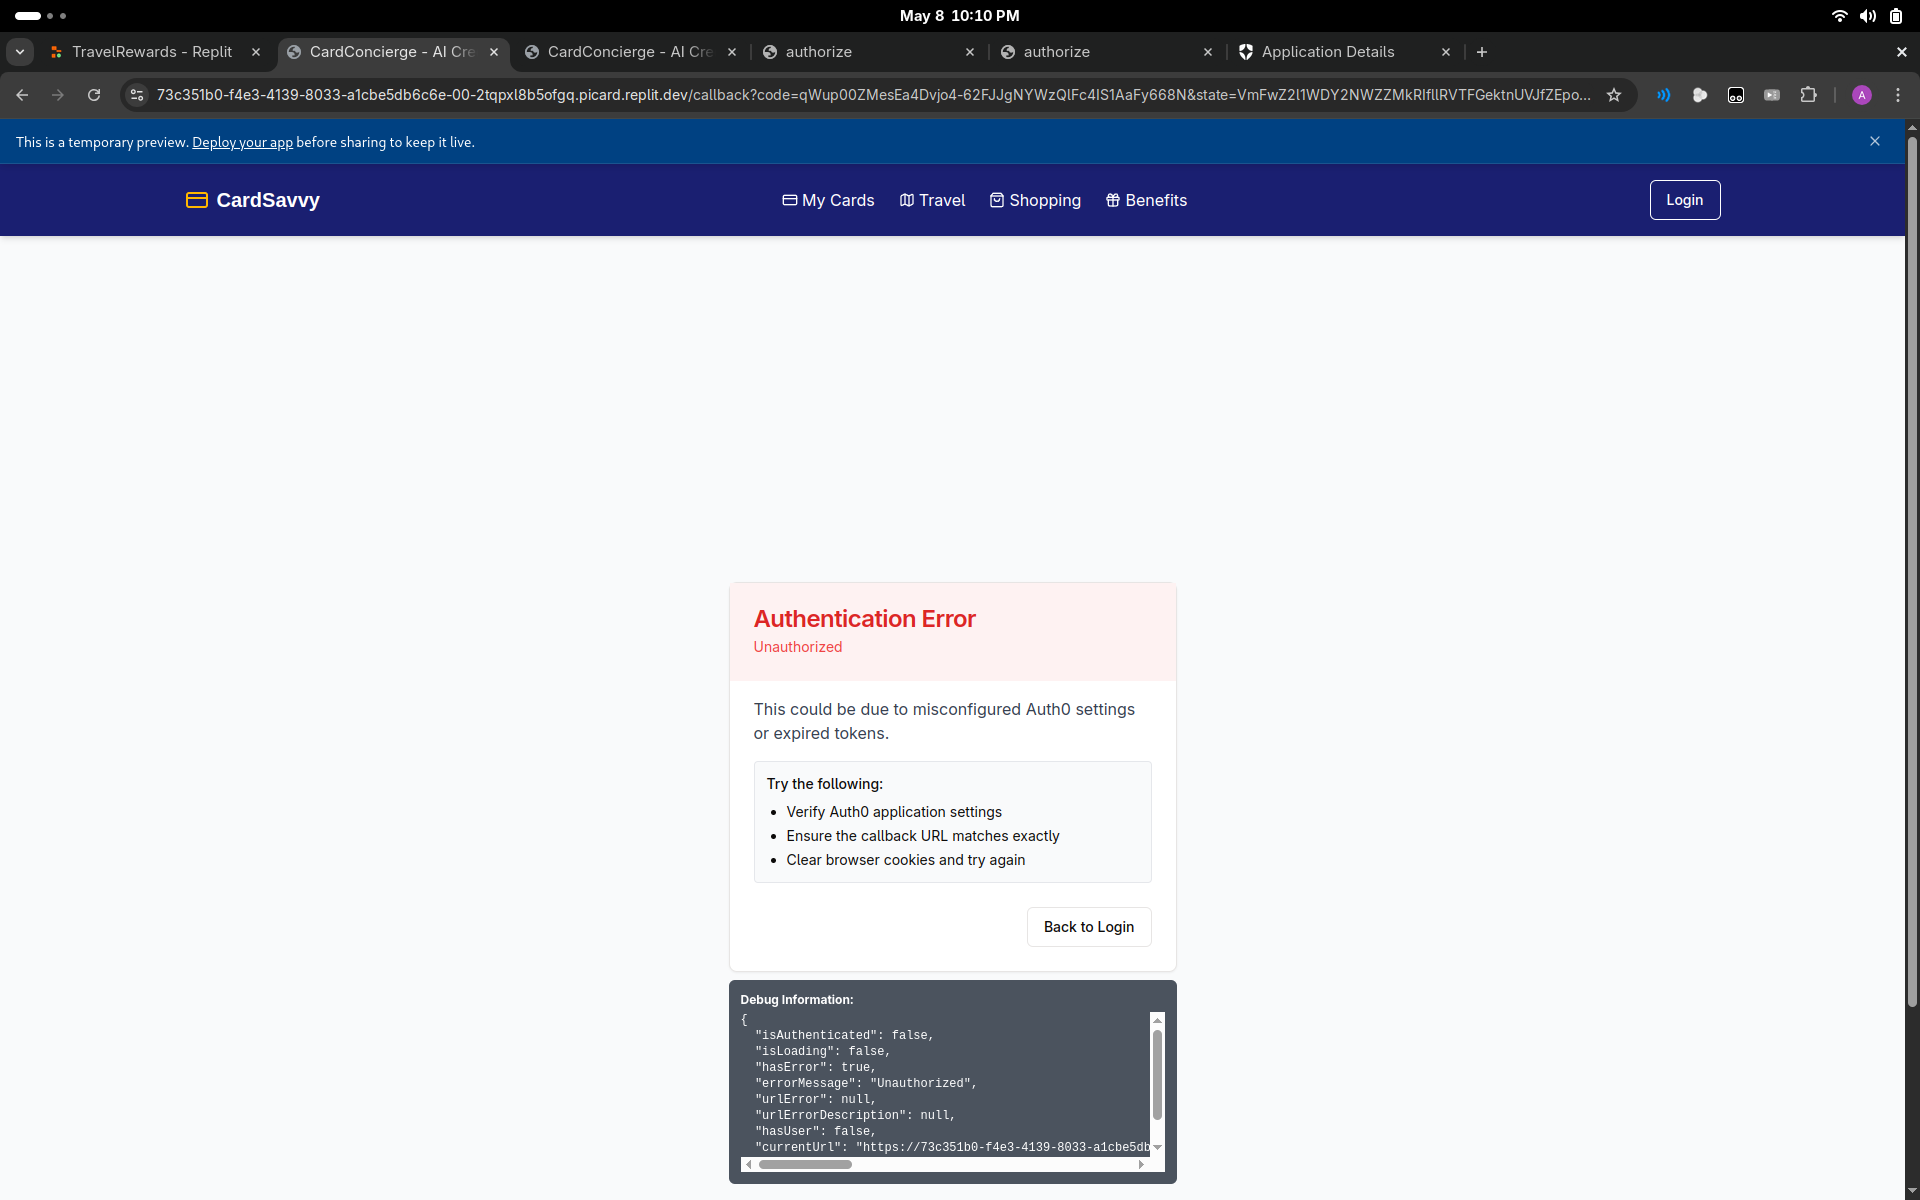 May 8 10:10 PM
TravelRewards - Replit
CardConcierge - AI Cre
CardConcierge - AI Cre
authorize
authorize
Application Details
73c351b0-f4e3-4139-8033-a1cbe5db6c6e-00-2tqpxl8b5ofgq.picard.replit.dev/callback?code=qWup00ZMesEa4Dvjo4-62FJJgNYWzQlFc4IS1AaFy668N&state=VmFwZ2l1WDY2NWZZMkRIfllRVTFGektnUVJfZEpo...
A
This is a temporary preview. Deploy your app before sharing to keep it live.
CardSavvy
My Cards
Travel
Shopping
Benefits
Login
Authentication Error
Unauthorized
This could be due to misconfigured Auth0 settings
or expired tokens.
Try the following:
• Verify Auth0 application settings
• Ensure the callback URL matches exactly
• Clear browser cookies and try again
Back to Login
Debug Information:
{
"isAuthenticated": false,
"isLoading": false,
"hasError": true,
"errorMessage": "Unauthorized",
"urlError": null,
"urlErrorDescription": null,
"hasUser": false,
"currentUrl": "https://73c351b0-f4e3-4139-8033-a1cbe5db